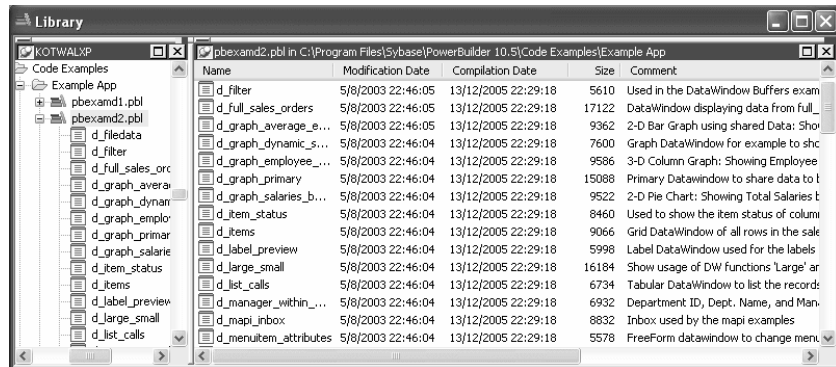 Library
KOTWALXP
Code Examples
Example App
pbexamd1.pbl
pbexamd2.pbl
d_filedata
d_filter
d_full_sales_orc
d_graph_avera
d_graph_dynam
d_graph_emplo
d_graph_primar
d_graph_salarie
d_item_status
d_items
d_label_preview
d_large_small
d_list_calls
pbexamd2.pbl in C:\Program Files\Sybase\PowerBuilder 10.5\Code Examples\Example App
Name Modification Date Compilation Date Size Comment
d_filter 5/8/2003 22:46:05 13/12/2005 22:29:18 5610 Used in the DataWindow Buffers exam
d_full_sales_orders 5/8/2003 22:46:05 13/12/2005 22:29:18 17122 DataWindow displaying data from full_
d_graph_average_e... 5/8/2003 22:46:05 13/12/2005 22:29:18 9362 2-D Bar Graph using shared Data: Sho
d_graph_dynamic_s... 5/8/2003 22:46:04 13/12/2005 22:29:18 7600 Graph DataWindow for example to sho
d_graph_employee_... 5/8/2003 22:46:04 13/12/2005 22:29:18 9586 3-D Column Graph: Showing Employee
d_graph_primary 5/8/2003 22:46:04 13/12/2005 22:29:18 15088 Primary Datawindow to share data to b
d_graph_salaries_b... 5/8/2003 22:46:04 13/12/2005 22:29:18 9522 2-D Pie Chart: Showing Total Salaries b
d_item_status 5/8/2003 22:46:04 13/12/2005 22:29:18 8460 Used to show the item status of colum
d_items 5/8/2003 22:46:04 13/12/2005 22:29:18 9066 Grid DataWindow of all rows in the sale
d_label_preview 5/8/2003 22:46:04 13/12/2005 22:29:18 5998 Label DataWindow used for the labels
d_large_small 5/8/2003 22:46:04 13/12/2005 22:29:18 16184 Show usage of DW functions 'Large' ar
d_list_calls 5/8/2003 22:46:04 13/12/2005 22:29:18 6734 Tabular DataWindow to list the records
d_manager_within_... 5/8/2003 22:46:04 13/12/2005 22:29:18 6932 Department ID, Dept. Name, and Man
d_mapi_inbox 5/8/2003 22:46:04 13/12/2005 22:29:18 8832 Inbox used by the mapi examples
d_menuitem_attributes 5/8/2003 22:46:04 13/12/2005 22:29:18 5578 FreeForm datawindow to change menu